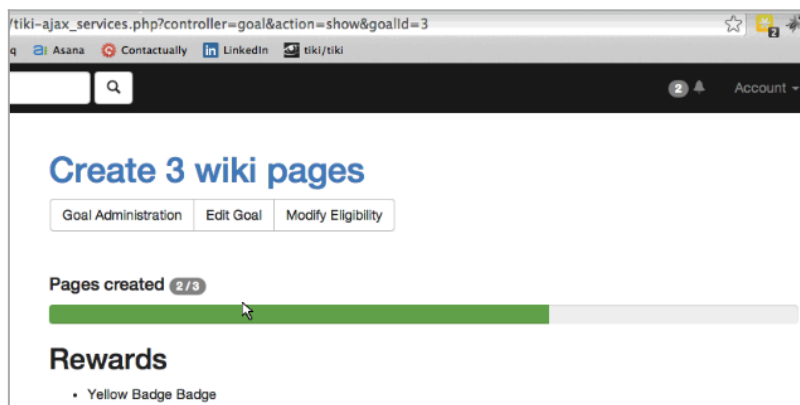 /tiki-ajax_services.php?controller=goal&action=show&goalId=3
2
q Asana Contactually LinkedIn tiki/tiki
2 Account
Create 3 wiki pages
Goal Administration Edit Goal Modify Eligibility
Pages created 2/3
Rewards
• Yellow Badge Badge